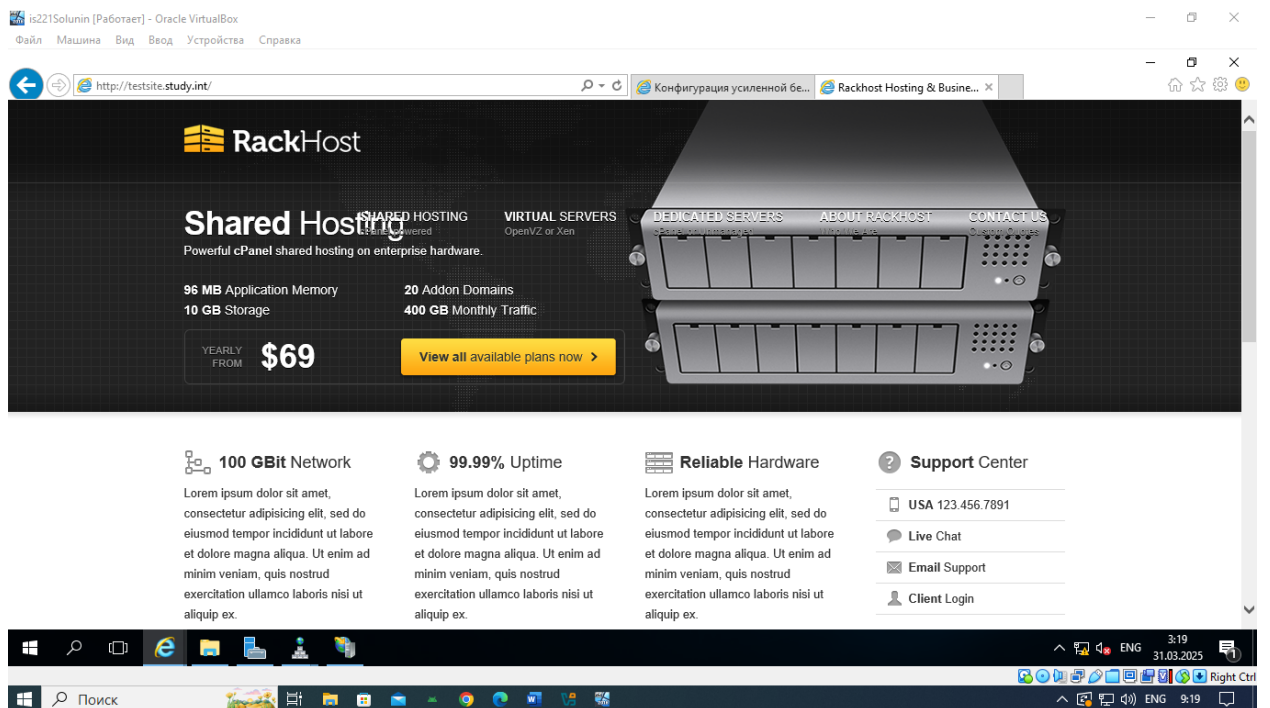 is221Solunin [Работает] - Oracle VirtualBox
Файл Машина Вид Ввод Устройства Справка
http://testsite.study.int/
Конфигурация усиленной бе...
Rackhost Hosting & Busine...
RackHost
Shared Hosting
SHARED HOSTING
VIRTUAL SERVERS
DEDICATED SERVERS
ABOUT RACKHOST
CONTACT US
cPanel powered
OpenVZ or Xen
cPanel or Unmanaged
Who We Are
Custom Quotes
Powerful cPanel shared hosting on enterprise hardware.
96 MB Application Memory
20 Addon Domains
10 GB Storage
400 GB Monthly Traffic
YEARLY
FROM
$69
View all available plans now
100 GBit Network
Lorem ipsum dolor sit amet,
consectetur adipisicing elit, sed do
eiusmod tempor incididunt ut labore
et dolore magna aliqua. Ut enim ad
minim veniam, quis nostrud
exercitation ullamco laboris nisi ut
aliquip ex.
99.99% Uptime
Lorem ipsum dolor sit amet,
consectetur adipisicing elit, sed do
eiusmod tempor incididunt ut labore
et dolore magna aliqua. Ut enim ad
minim veniam, quis nostrud
exercitation ullamco laboris nisi ut
aliquip ex.
Reliable Hardware
Lorem ipsum dolor sit amet,
consectetur adipisicing elit, sed do
eiusmod tempor incididunt ut labore
et dolore magna aliqua. Ut enim ad
minim veniam, quis nostrud
exercitation ullamco laboris nisi ut
aliquip ex.
Support Center
USA 123.456.7891
Live Chat
Email Support
Client Login
ENG
3:19
31.03.2025
Right Ctrl
Поиск
ENG 9:19